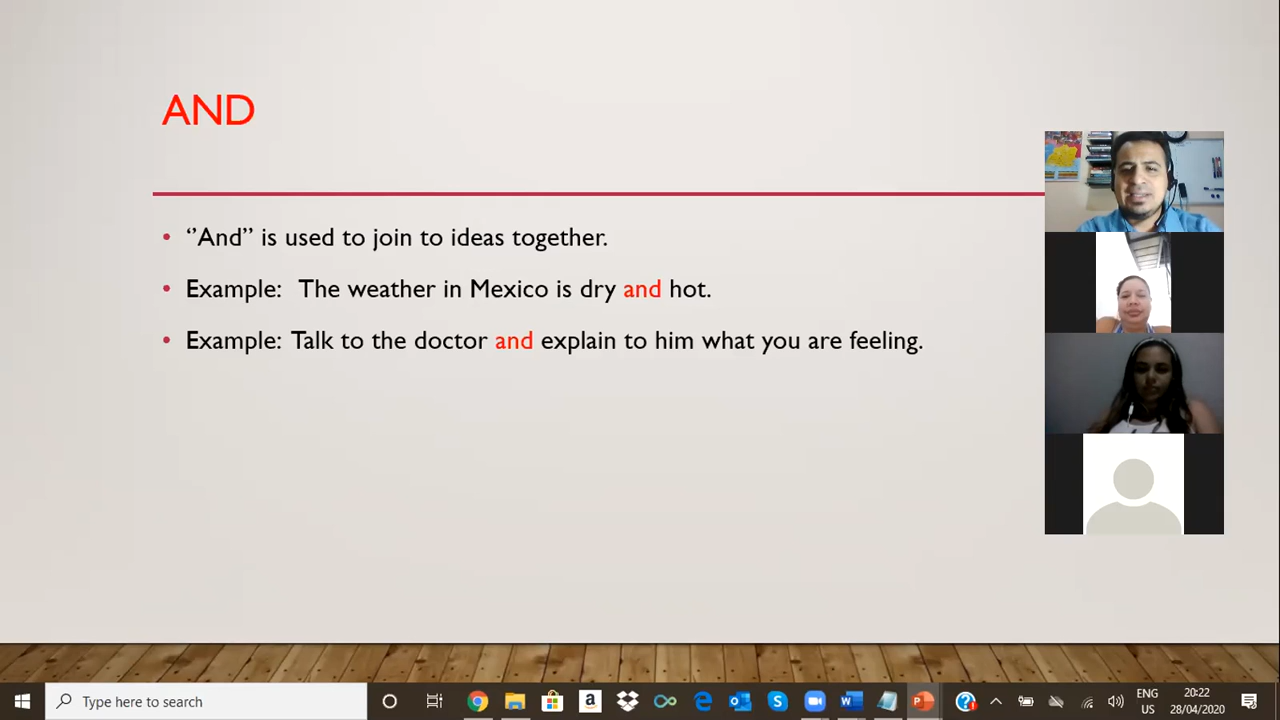 AND
‘’And’’ is used to join to ideas together.
Example: The weather in Mexico is dry and hot.
Example: Talk to the doctor and explain to him what you are feeling.
Type here to search
ENG
US
20:22
28/04/2020